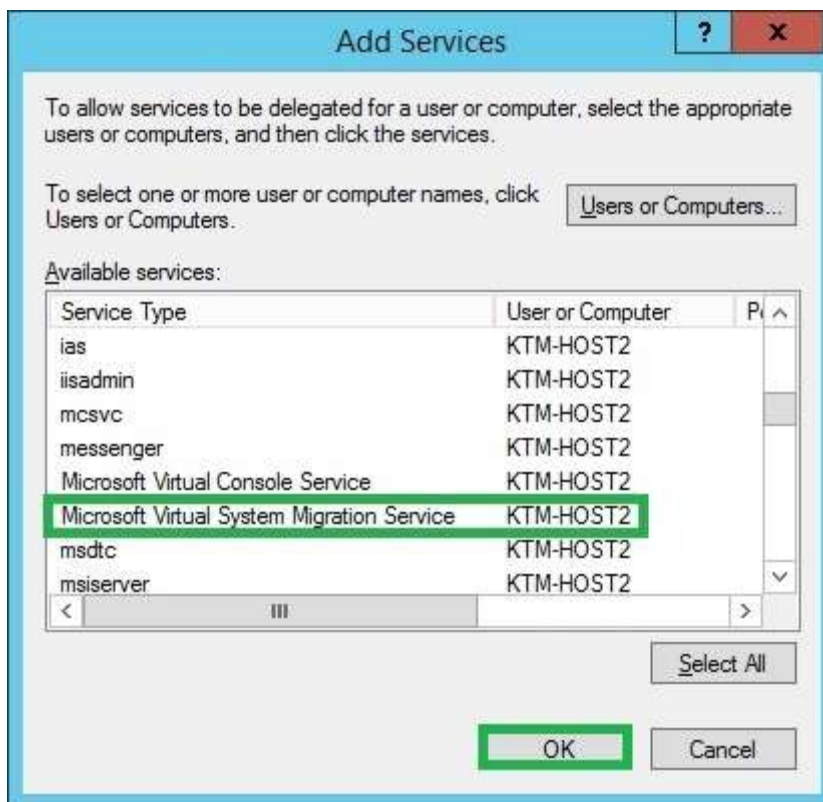 Add Services
?
x
To allow services to be delegated for a user or computer, select the appropriate
users or computers, and then click the services.
To select one or more user or computer names, click
Users or Computers.
Users or Computers...
Available services:
Service Type User or Computer
ias KTM-HOST2
iisadmin KTM-HOST2
mcsvc KTM-HOST2
messenger KTM-HOST2
Microsoft Virtual Console Service KTM-HOST2
Microsoft Virtual System Migration Service KTM-HOST2
msdtc KTM-HOST2
msiserver KTM-HOST2
Select All
OK Cancel